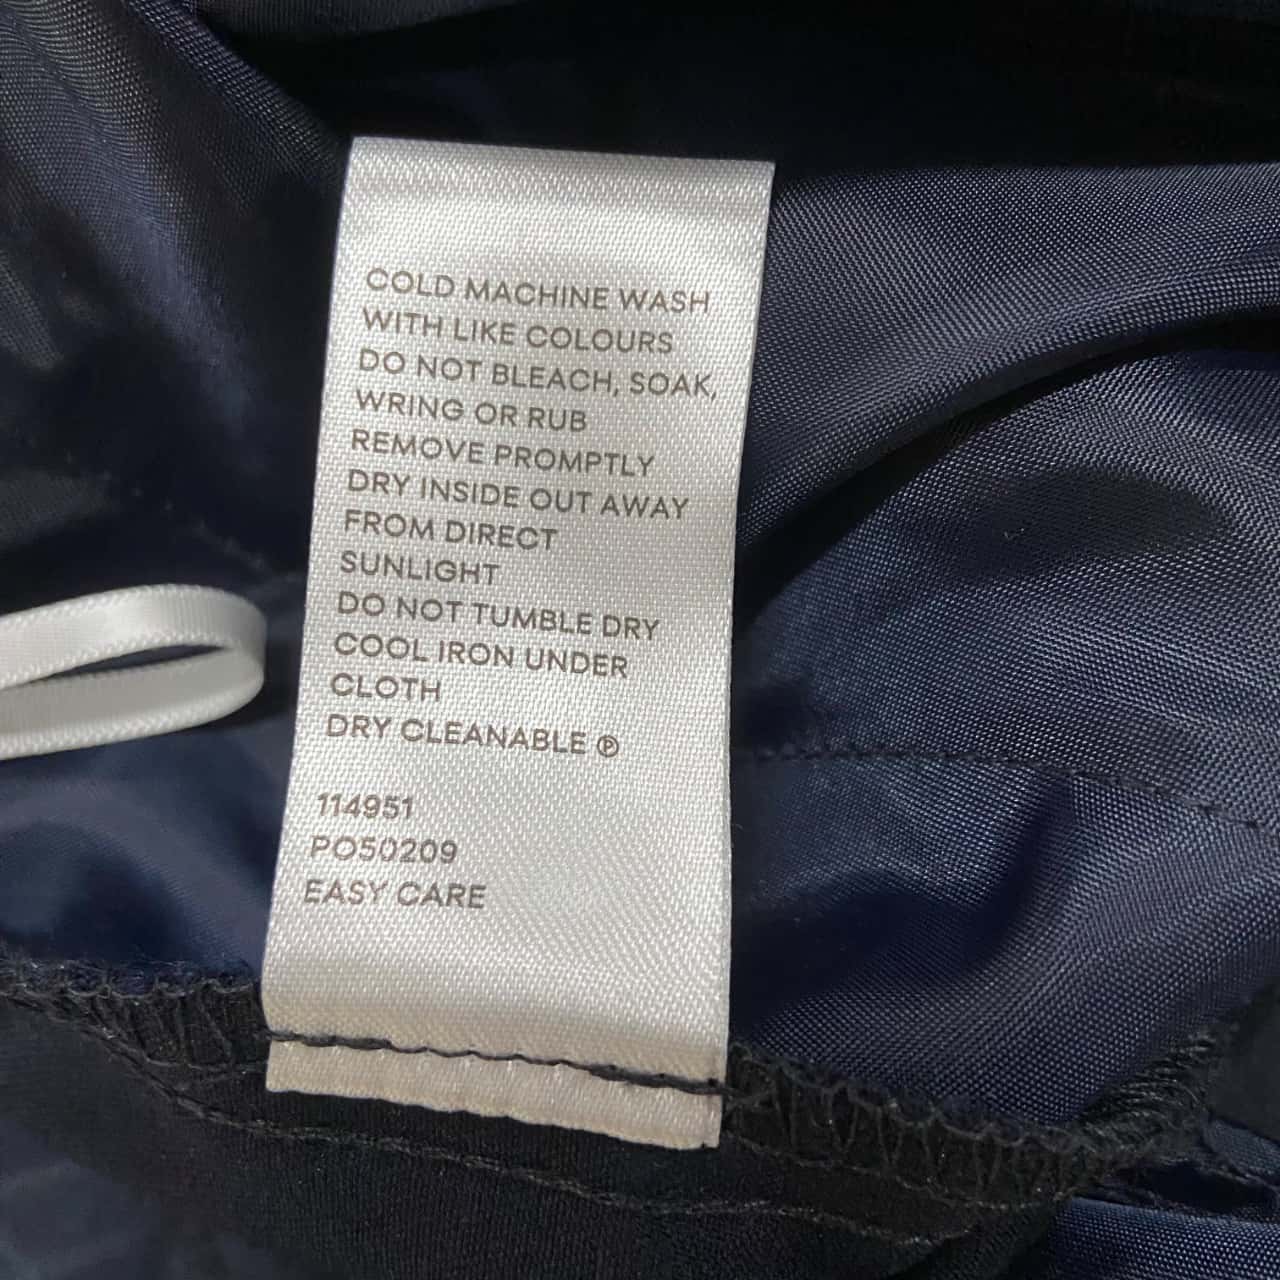 COLD MACHINE WASH
WITH LIKE COLOURS
DO NOT BLEACH, SOAK,
WRING OR RUB
REMOVE PROMPTLY
DRY INSIDE OUT AWAY
FROM DIRECT
SUNLIGHT
DO NOT TUMBLE DRY
COOL IRON UNDER
CLOTH
DRY CLEANABLE Ⓟ
114951
PO50209
EASY CARE